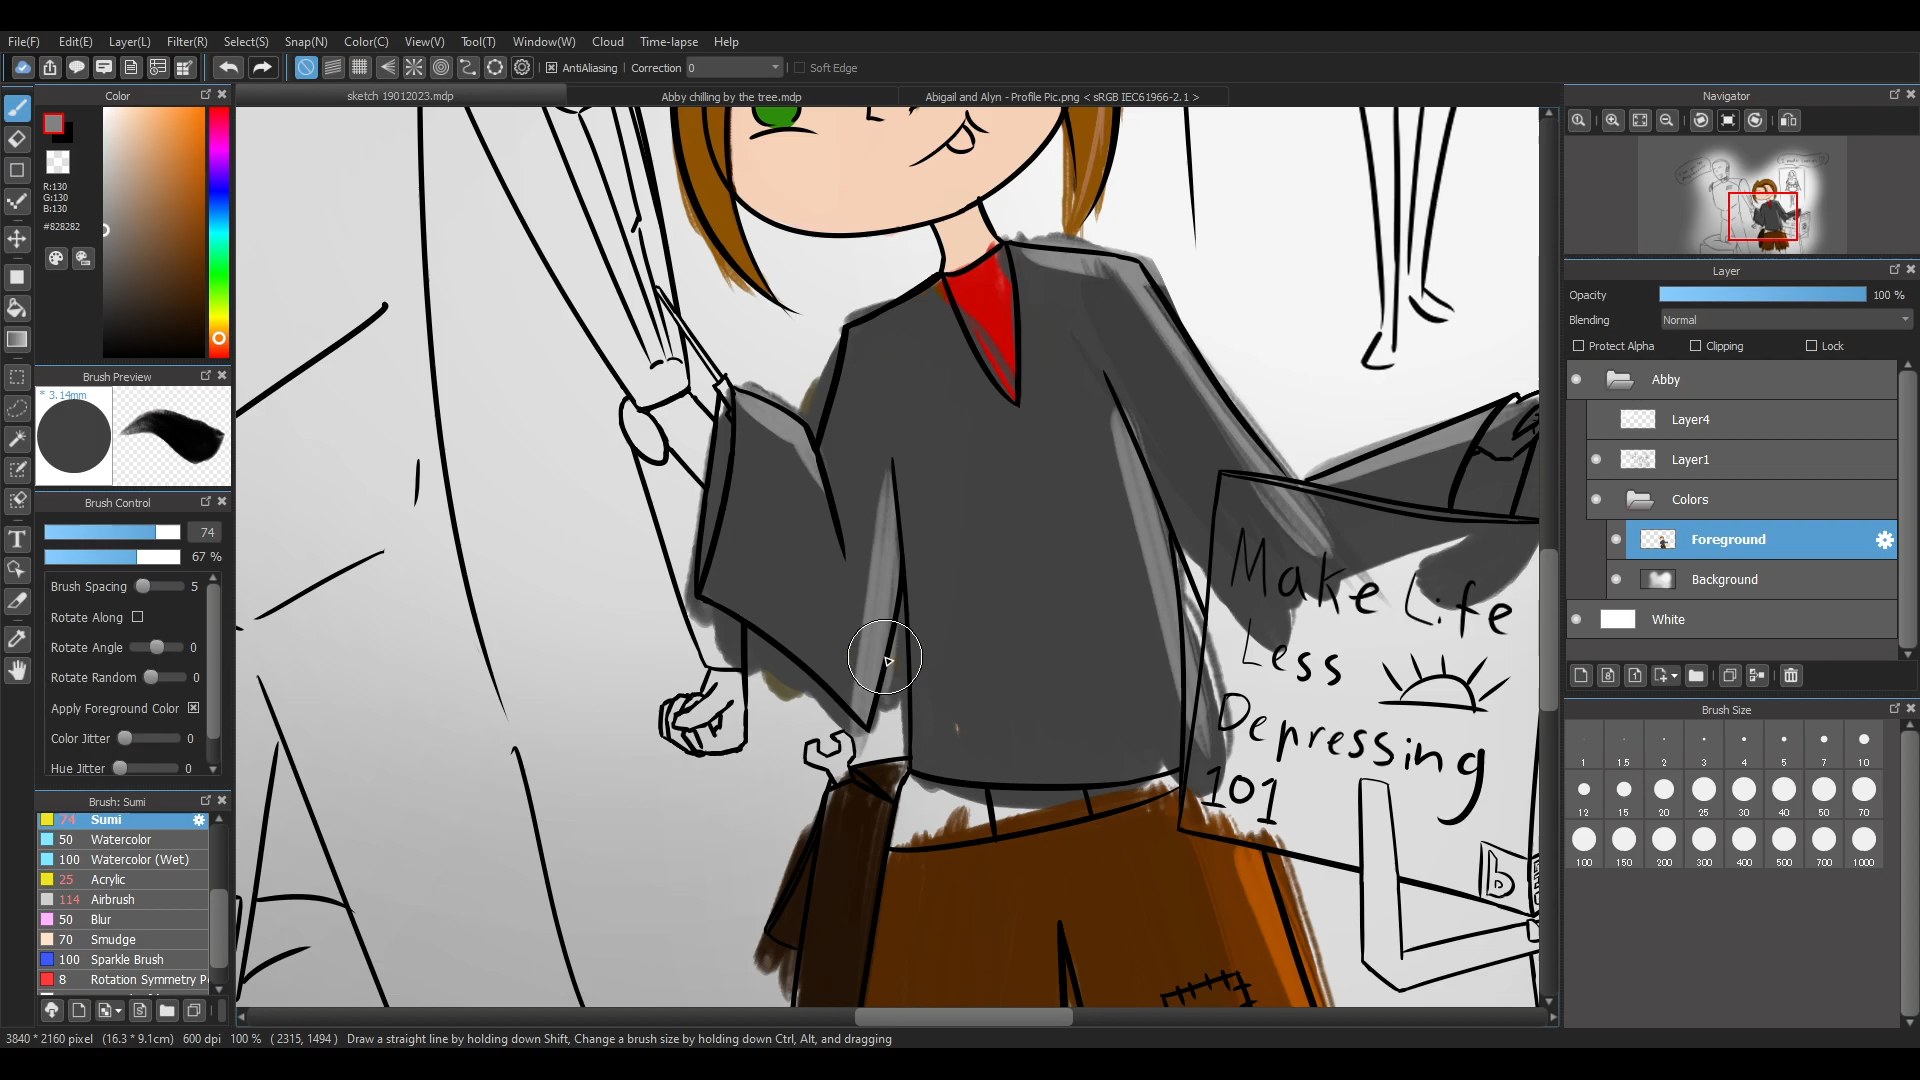 File(F) Edit(E) Layer(L) Filter(R) Select(S) Snap(N) Color(C) View(V) Tool(T) Window(W) Cloud Time-lapse Help
AntiAliasing Correction 0 Soft Edge
Color
sketch 19012023.mdp Abby chilling by the tree.mdp Abigail and Alyn - Profile Pic.png < sRGB IEC61966-2.1 >
R:130
G:130
B:130
#828282
Brush Preview
* 3.14mm
Brush Control
74
67 %
Brush Spacing 5
Rotate Along
Rotate Angle 0
Rotate Random 0
Apply Foreground Color
Color Jitter 0
Hue Jitter 0
Brush: Sumi
74 Sumi
50 Watercolor
100 Watercolor (Wet)
25 Acrylic
114 Airbrush
50 Blur
70 Smudge
100 Sparkle Brush
8 Rotation Symmetry P
Make Life
Less
Depressing
101
b
Navigator
Layer
Opacity 100 %
Blending Normal
Protect Alpha Clipping Lock
Abby
Layer4
Layer1
Colors
Foreground
Background
White
Brush Size
1 1.5 2 3 4 5 7 10
12 15 20 25 30 40 50 70
100 150 200 300 400 500 700 1000
3840 * 2160 pixel (16.3 * 9.1cm) 600 dpi 100 % ( 2315, 1494 ) Draw a straight line by holding down Shift, Change a brush size by holding down Ctrl, Alt, and dragging